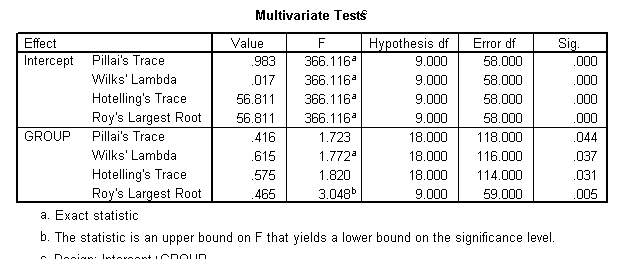 Multivariate Tests c
Effect Value F Hypothesis df Error df Sig.
Intercept Pillai's Trace .983 366.116 a 9.000 58.000 .000
Wilks' Lambda .017 366.116 a 9.000 58.000 .000
Hotelling's Trace 56.811 366.116 a 9.000 58.000 .000
Roy's Largest Root 56.811 366.116 a 9.000 58.000 .000
GROUP Pillai's Trace .416 1.723 18.000 118.000 .044
Wilks' Lambda .615 1.772 a 18.000 116.000 .037
Hotelling's Trace .575 1.820 18.000 114.000 .031
Roy's Largest Root .465 3.048 b 9.000 59.000 .005
a. Exact statistic
b. The statistic is an upper bound on F that yields a lower bound on the significance level.
c. Design: Intercept+GROUP